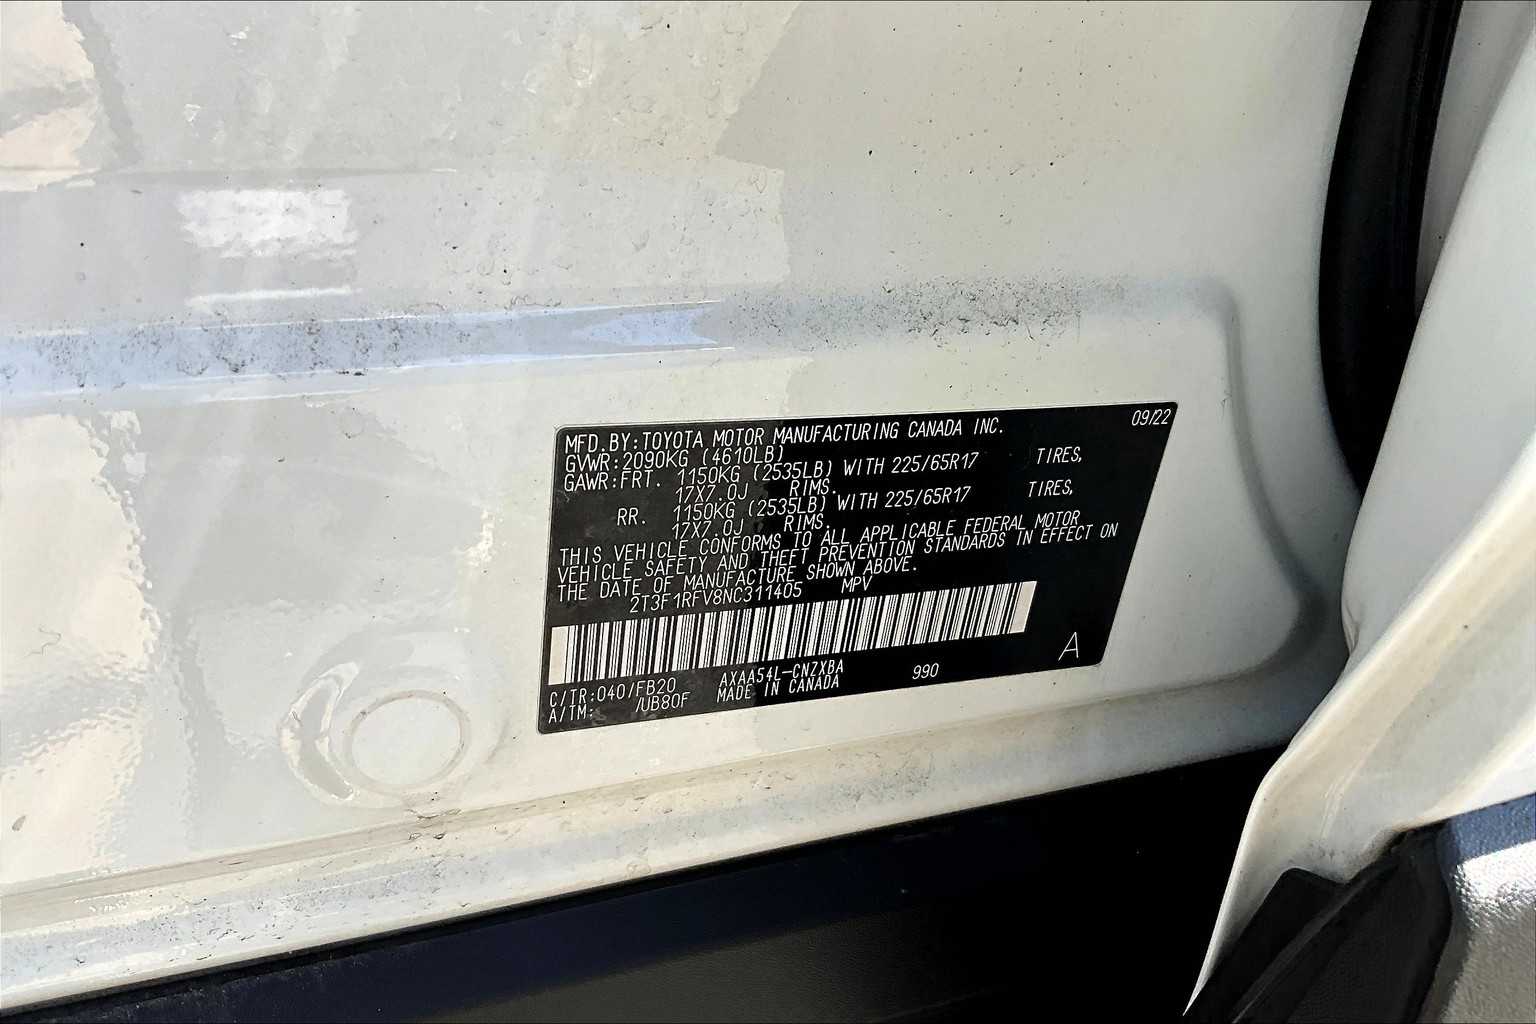 09/22
MFD. BY: TOYOTA MOTOR MANUFACTURING CANADA INC.
GVWR: 2090KG (4610LB)
GAWR: FRT. 1150KG (2535LB) WITH 225/65R17 TIRES,
17X7.0J RIMS.
RR. 1150KG (2535LB) WITH 225/65R17 TIRES,
17X7.0J RIMS.
THIS VEHICLE CONFORMS TO ALL APPLICABLE FEDERAL MOTOR
VEHICLE SAFETY AND THEFT PREVENTION STANDARDS IN EFFECT ON
THE DATE OF MANUFACTURE SHOWN ABOVE.
2T3F1RFV8NC311405 MPV
A
C/TR: 040/FB20 AXAA54L-CNZXBA 990
A/TM: /UB80F MADE IN CANADA